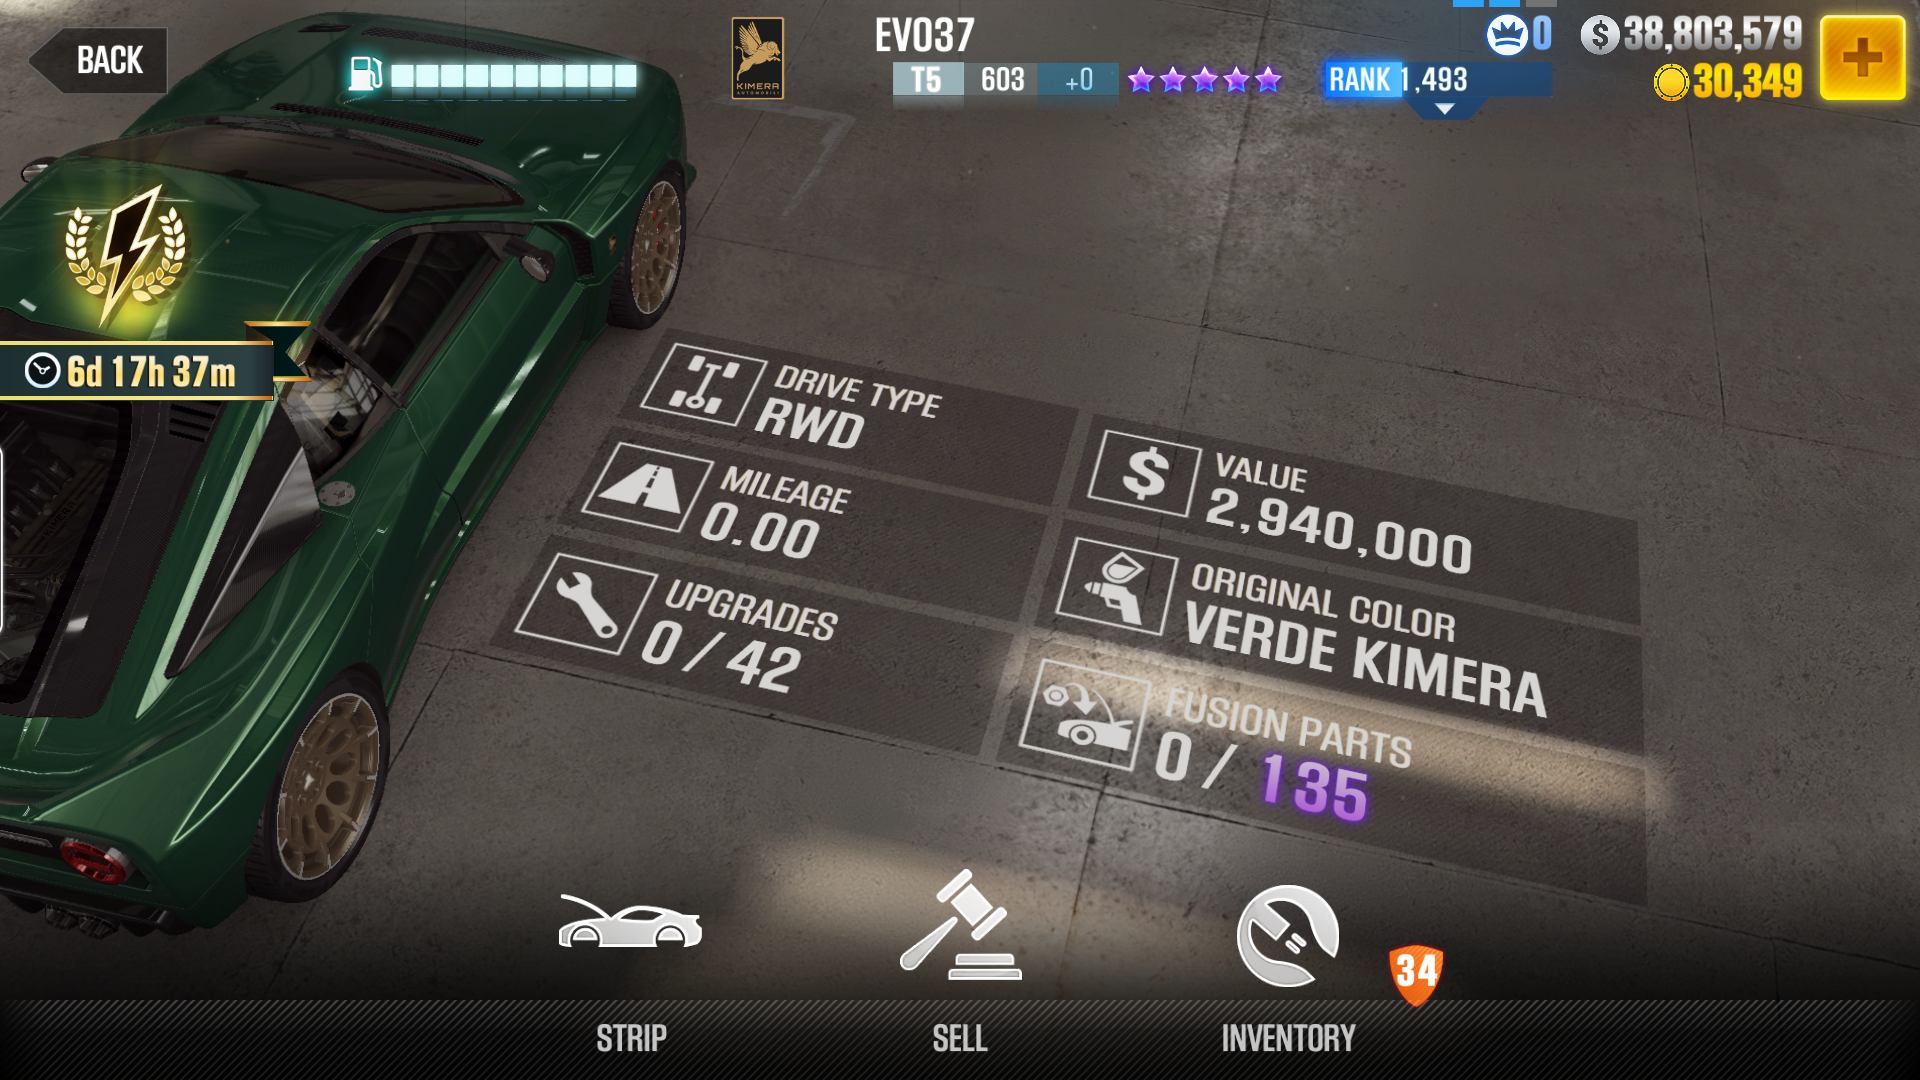 BACK
KIMERA
AUTOMOBILI
EVO37
T5 603 +0
RANK 1,493
0
38,803,579
30,349
6d 17h 37m
DRIVE TYPE
RWD
MILEAGE
0.00
UPGRADES
0/42
VALUE
2,940,000
ORIGINAL COLOR
VERDE KIMERA
FUSION PARTS
0/ 135
STRIP
SELL
INVENTORY
34